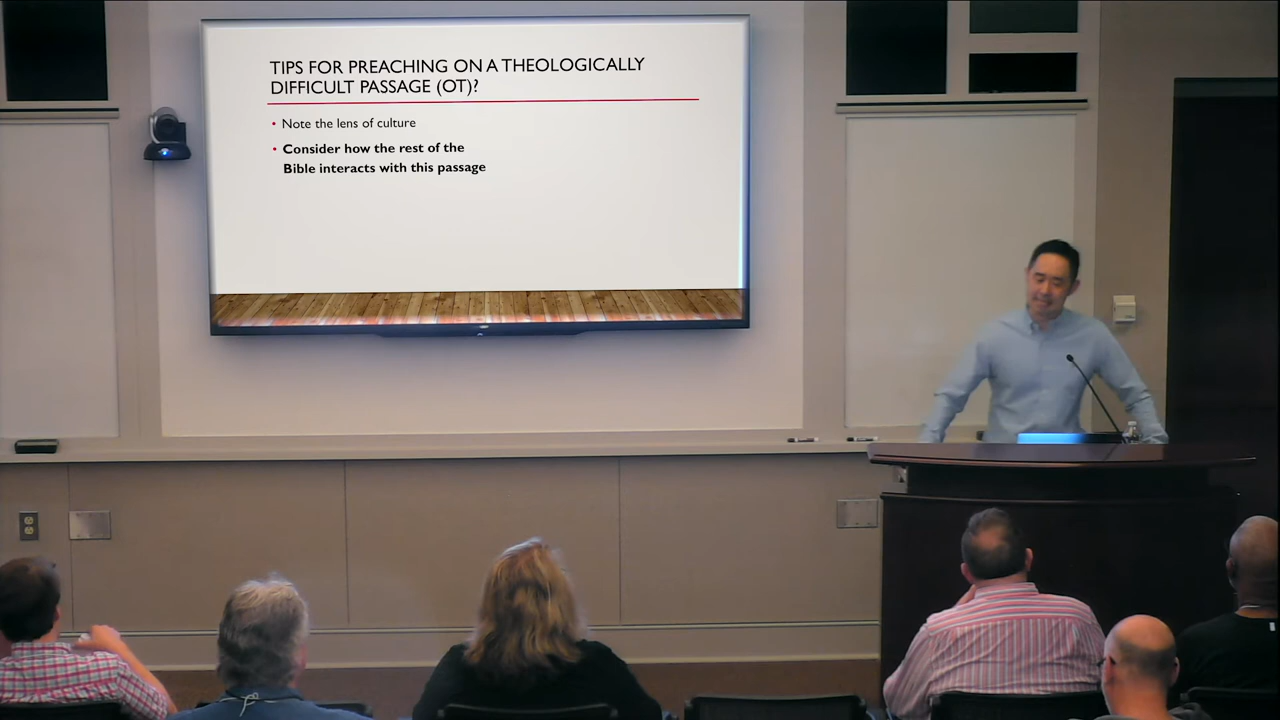 TIPS FOR PREACHING ON A THEOLOGICALLY
DIFFICULT PASSAGE (OT)?
• Note the lens of culture
• Consider how the rest of the
Bible interacts with this passage